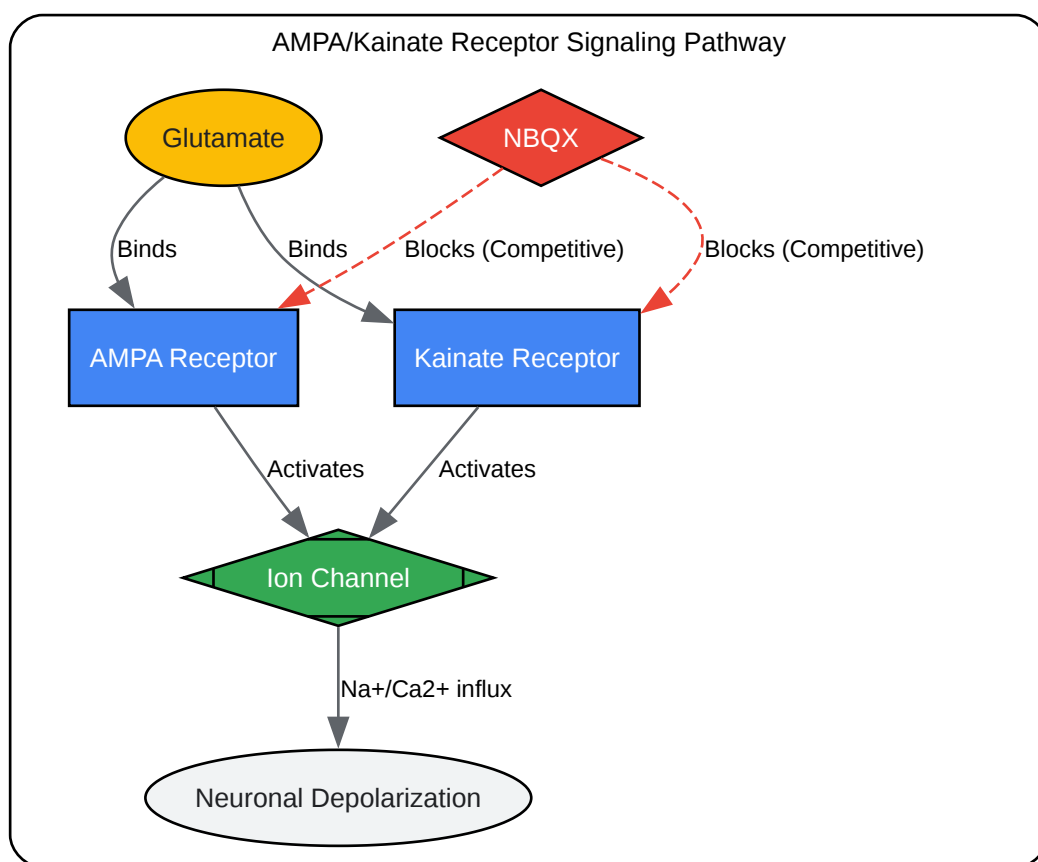 AMPA/Kainate Receptor Signaling Pathway
Glutamate
NBQX
Binds
Binds
Blocks (Competitive)
Blocks (Competitive)
AMPA Receptor
Kainate Receptor
Activates
Activates
Ion Channel
Na+/Ca2+ influx
Neuronal Depolarization